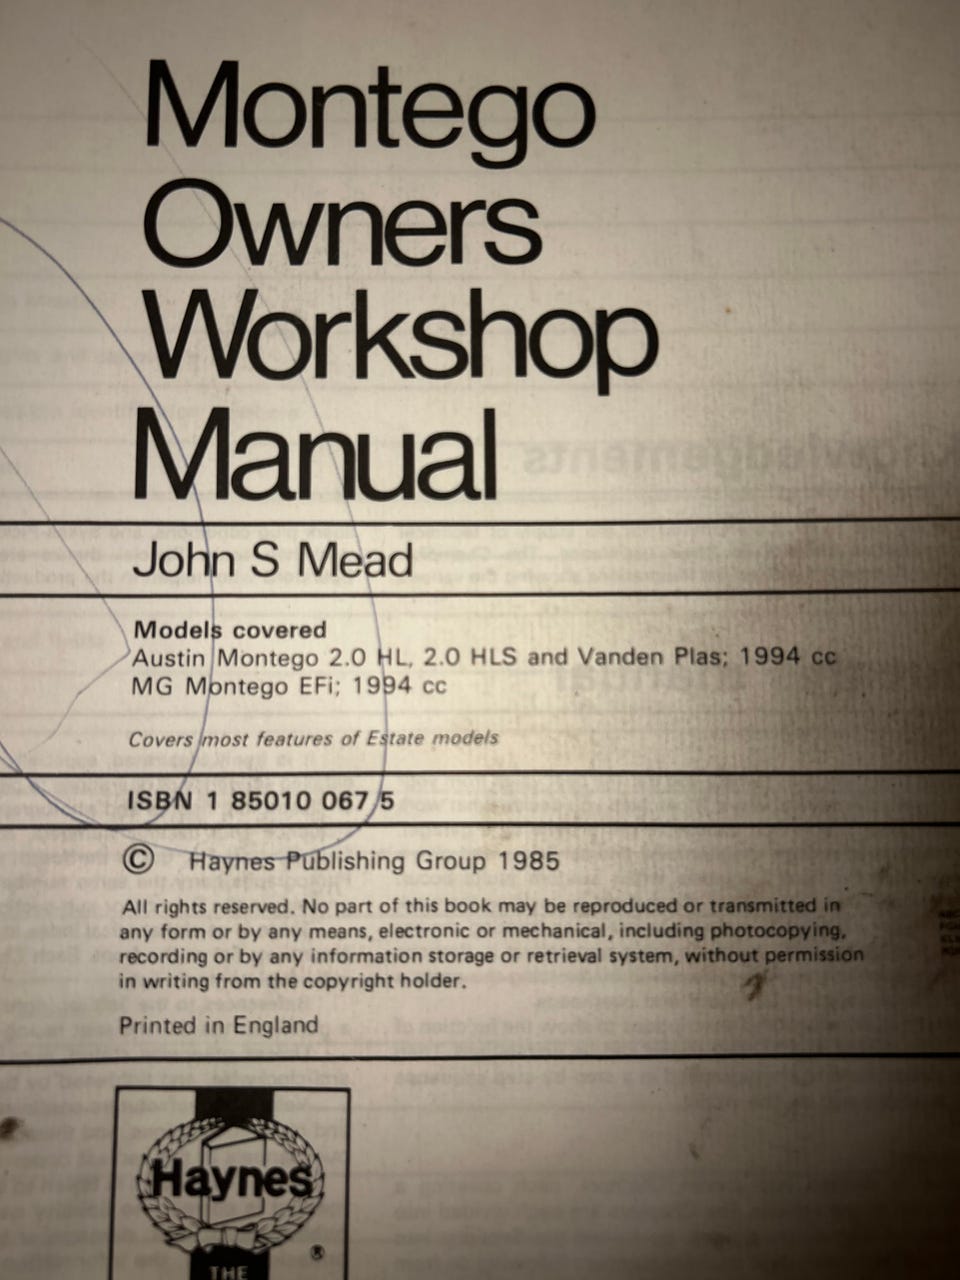 Montego
Owners
Workshop
Manual
John S Mead
Models covered
Austin Montego 2.0 HL, 2.0 HLS and Vanden Plas; 1994 cc
MG Montego EFi; 1994 cc
Covers most features of Estate models
ISBN 1 85010 067 5
© Haynes Publishing Group 1985
All rights reserved. No part of this book may be reproduced or transmitted in
any form or by any means, electronic or mechanical, including photocopying,
recording or by any information storage or retrieval system, without permission
in writing from the copyright holder.
Printed in England
Haynes
®
THE